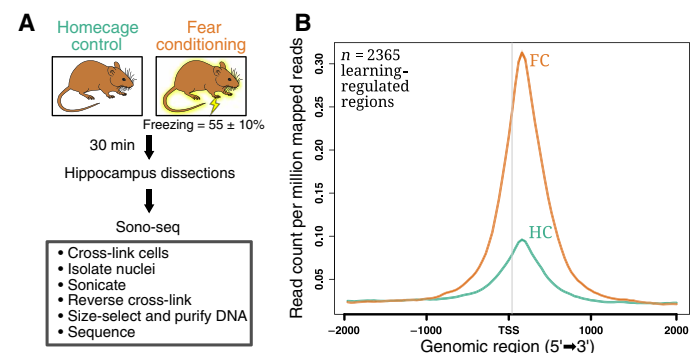 A
Homecage
control
Fear
conditioning
Freezing = 55 ± 10%
30 min
Hippocampus dissections
Sono-seq
• Cross-link cells
• Isolate nuclei
• Sonicate
• Reverse cross-link
• Size-select and purify DNA
• Sequence
B
Read count per million mapped reads
0.30
0.25
0.20
0.15
0.10
0.05
n = 2365
learning-
regulated
regions
FC
HC
−2000
−1000
TSS
1000
2000
Genomic region (5'➡3')